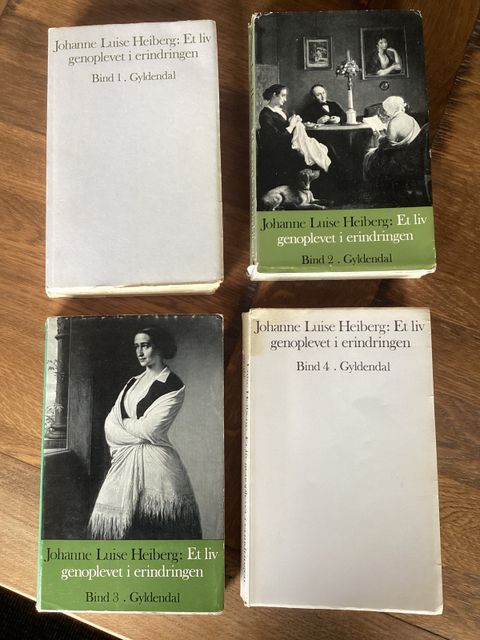 Johanne Luise Heiberg: Et liv
genoplevet i erindringen
Bind 1 . Gyldendal
Johanne Luise Heiberg: Et liv
genoplevet i erindringen
Bind 2 . Gyldendal
Johanne Luise Heiberg: Et liv
genoplevet i erindringen
Bind 3 . Gyldendal
Johanne Luise Heiberg: Et liv
genoplevet i erindringen
Bind 4 . Gyldendal